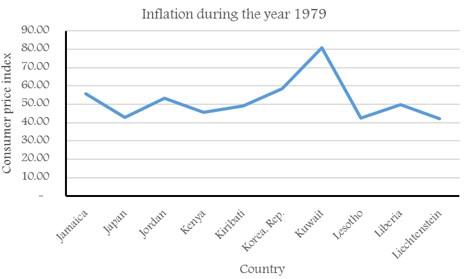 Inflation during the year 1979
Consumer price index
90.00
80.00
70.00
60.00
50.00
40.00
30.00
20.00
10.00
-
Jamaica
Japan
Jordan
Kenya
Kiribati
Korea, Rep.
Kuwait
Lesotho
Liberia
Liechtenstein
Country